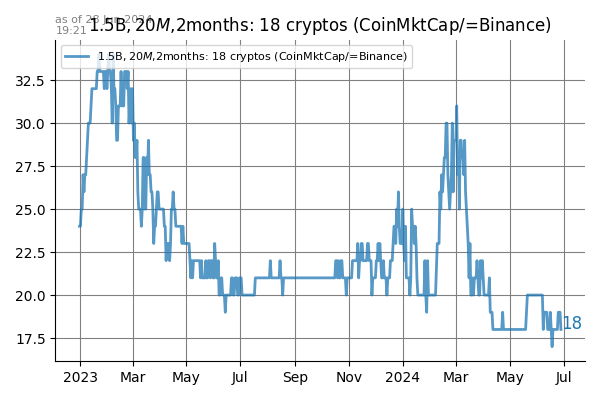 as of 28 Jun 2024
19:21
1.5B, 20M, 2months: 18 cryptos (CoinMktCap/=Binance)
1.5B, 20M, 2months: 18 cryptos (CoinMktCap/=Binance)
32.5
30.0
27.5
25.0
22.5
20.0
17.5
18
2023 Mar May Jul Sep Nov 2024 Mar May Jul